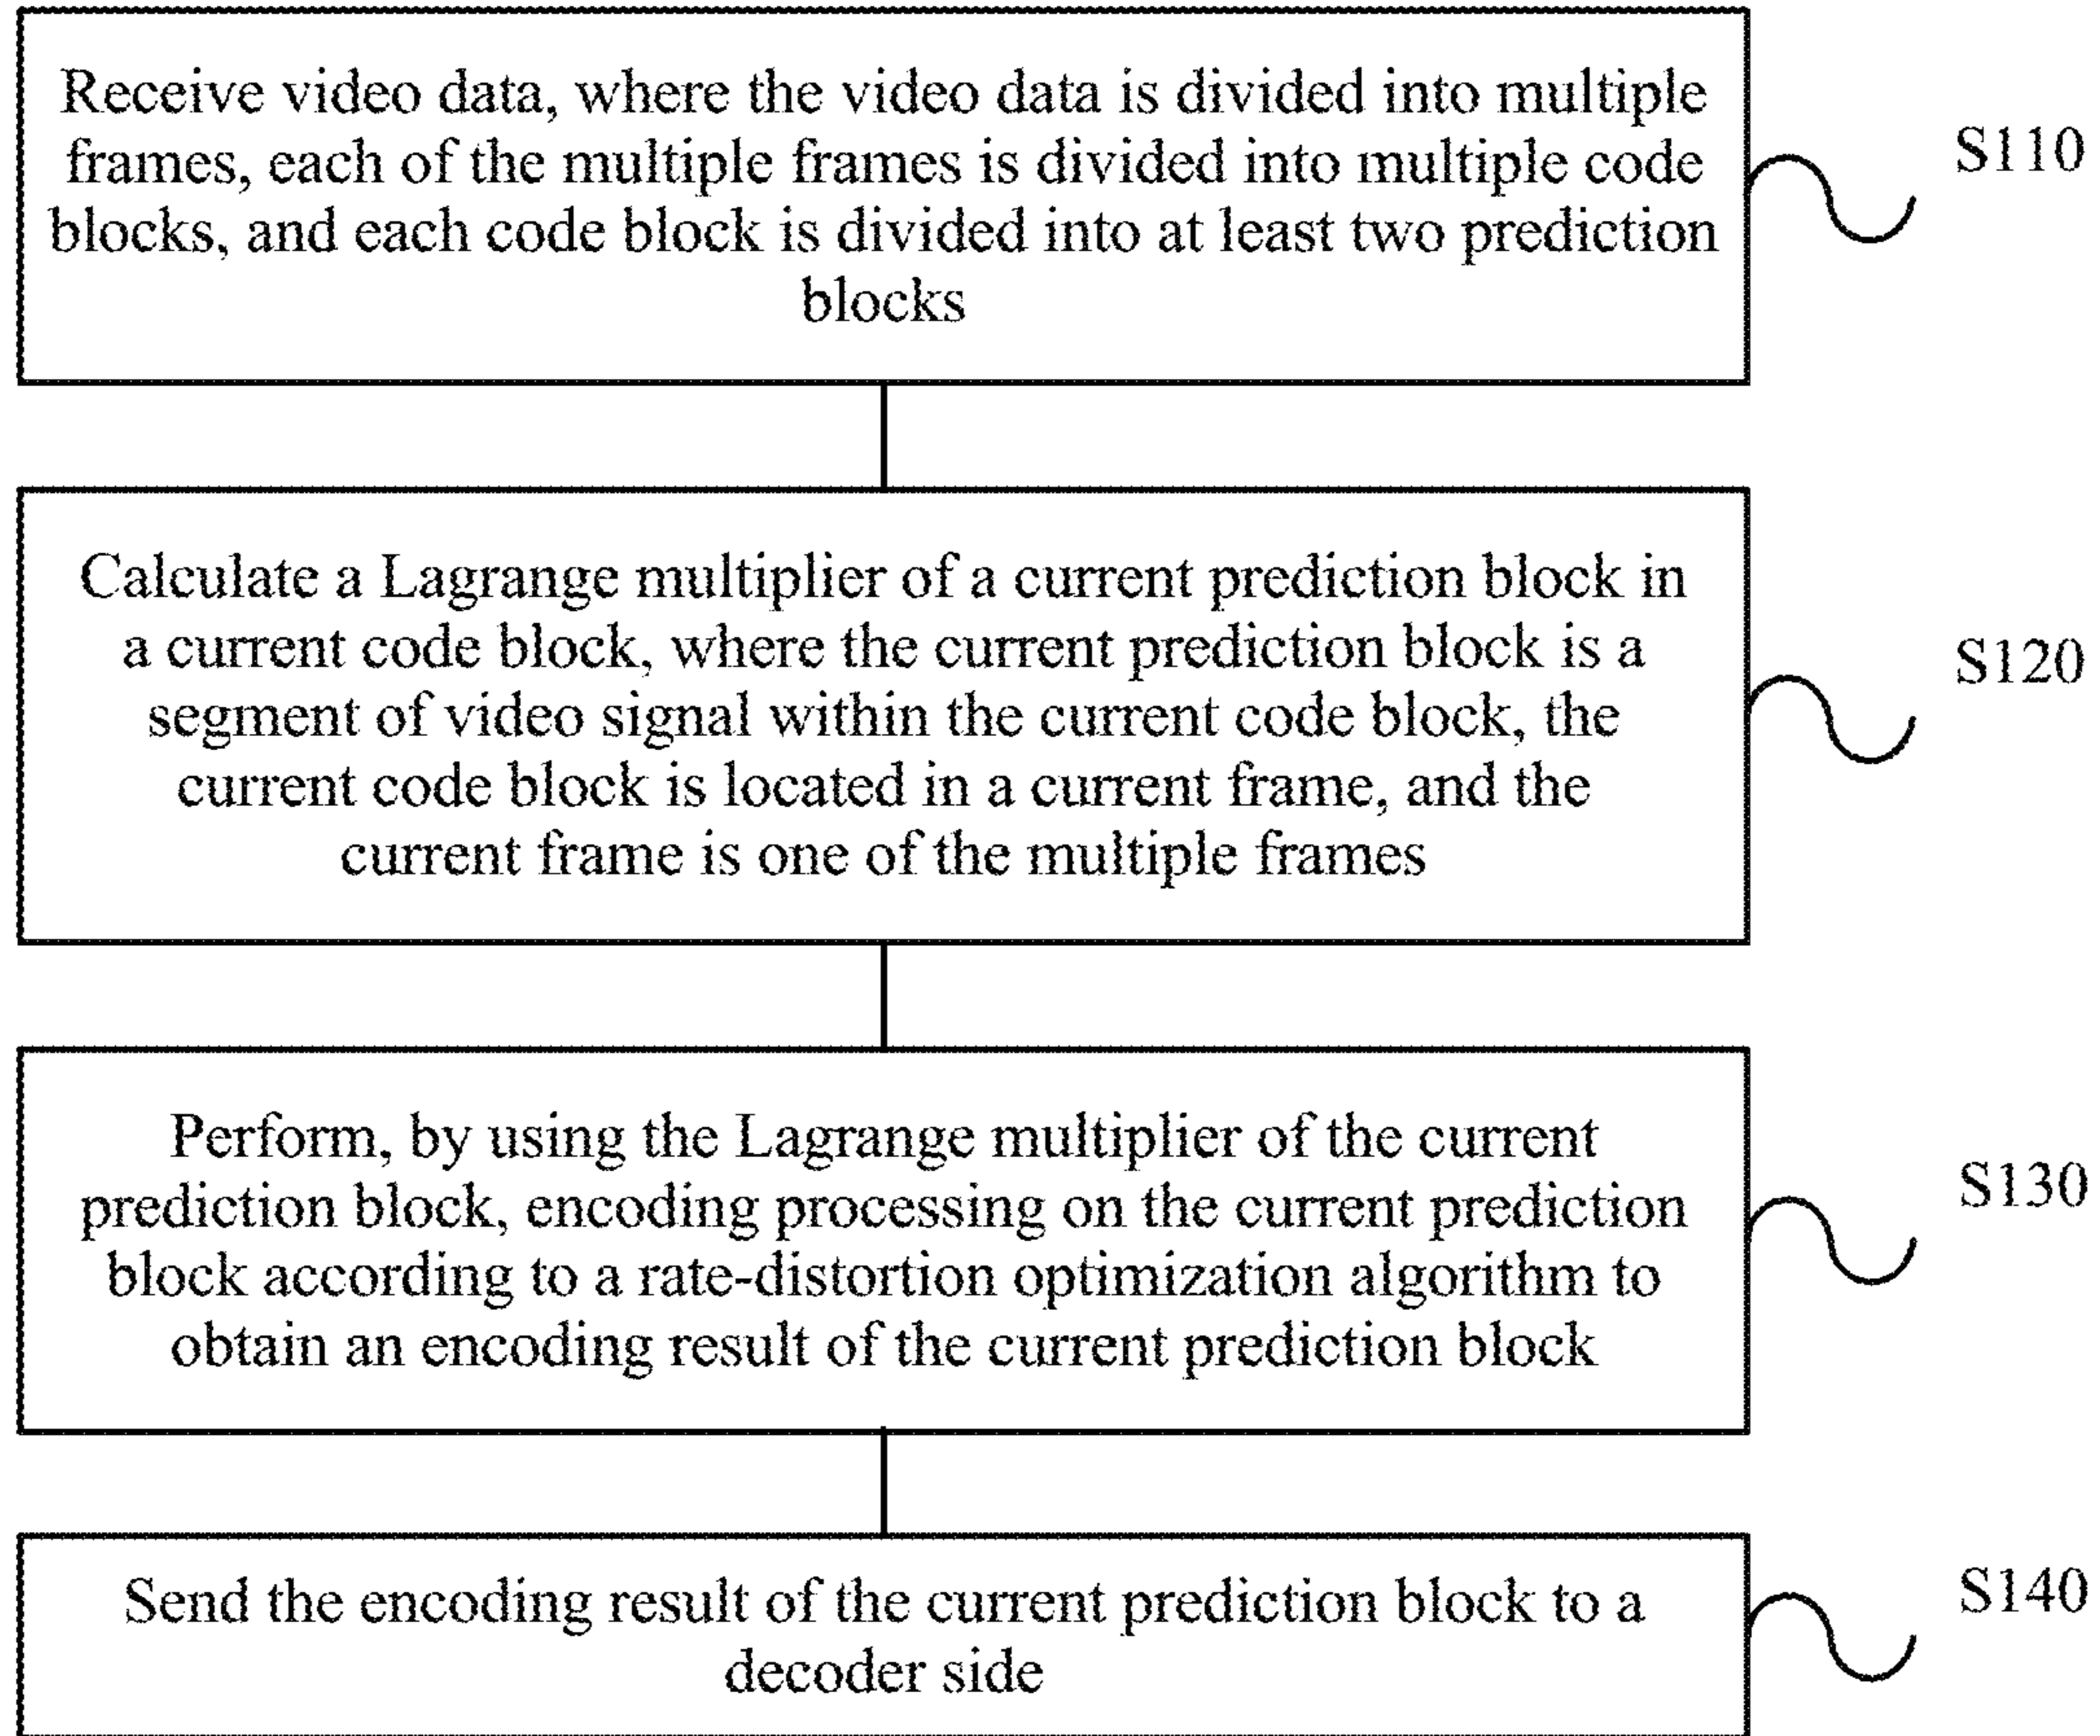 Receive video data, where the video data is divided into multiple
frames, each of the multiple frames is divided into multiple code
blocks, and each code block is divided into at least two prediction
blocks
S110
Calculate a Lagrange multiplier of a current prediction block in
a current code block, where the current prediction block is a
segment of video signal within the current code block, the
current code block is located in a current frame, and the
current frame is one of the multiple frames
S120
Perform, by using the Lagrange multiplier of the current
prediction block, encoding processing on the current prediction
block according to a rate-distortion optimization algorithm to
obtain an encoding result of the current prediction block
S130
Send the encoding result of the current prediction block to a
decoder side
S140